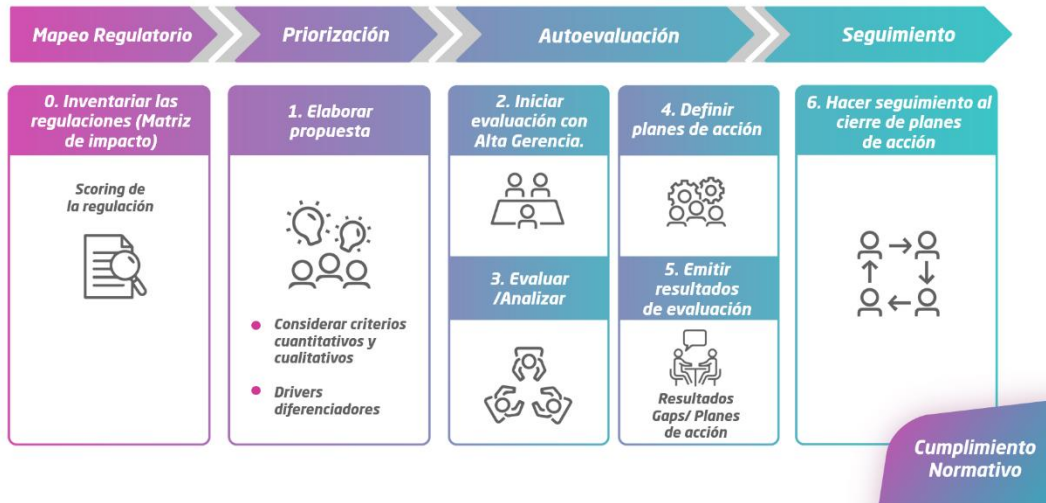 Mapeo Regulatorio
Priorización
Autoevaluación
Seguimiento
0. Inventariar las
regulaciones (Matriz
de impacto)
Scoring de
la regulación
1. Elaborar
propuesta
Considerar criterios
cuantitativos y
cualitativos
Drivers
diferenciadores
2. Iniciar
evaluación con
Alta Gerencia.
3. Evaluar
/Analizar
4. Definir
planes de acción
5. Emitir
resultados
de evaluación
Resultados
Gaps/ Planes
de acción
6. Hacer seguimiento al
cierre de planes
de acción
Cumplimiento
Normativo